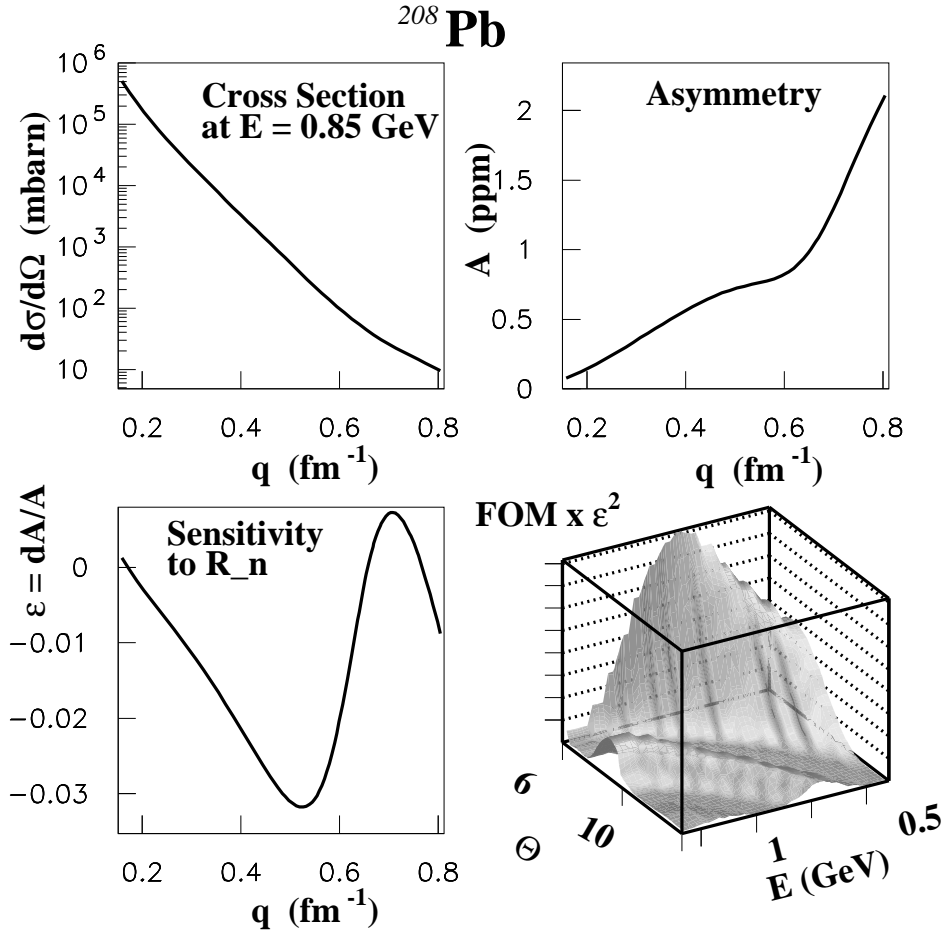 208Pb
Cross Section
at E = 0.85 GeV
dσ/dΩ (mbarn)
10^6
10^5
10^4
10^3
10^2
10
0.2 0.4 0.6 0.8
q (fm^-1)
Asymmetry
A (ppm)
2
1.5
1
0.5
0
0.2 0.4 0.6 0.8
q (fm^-1)
Sensitivity
to R_n
ε = dA/A
0
−0.01
−0.02
−0.03
0.2 0.4 0.6 0.8
q (fm^-1)
FOM x ε^2
6
10
Θ
1
0.5
E (GeV)